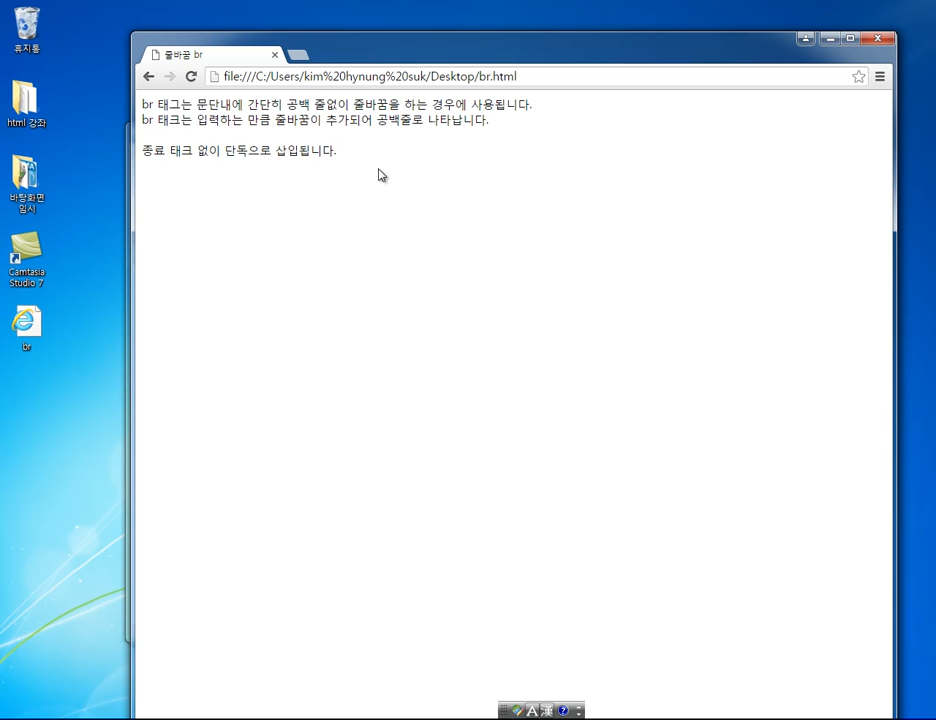 휴지통
html 강좌
바탕화면
임시
Camtasia
Studio 7
br
줄바꿈 br
file:///C:/Users/kim%20hynung%20suk/Desktop/br.html
br 태그는 문단내에 간단히 공백 줄없이 줄바꿈을 하는 경우에 사용됩니다.
br 태크는 입력하는 만큼 줄바꿈이 추가되어 공백줄로 나타납니다.
종료 태크 없이 단독으로 삽입됩니다.
A 漢 ?